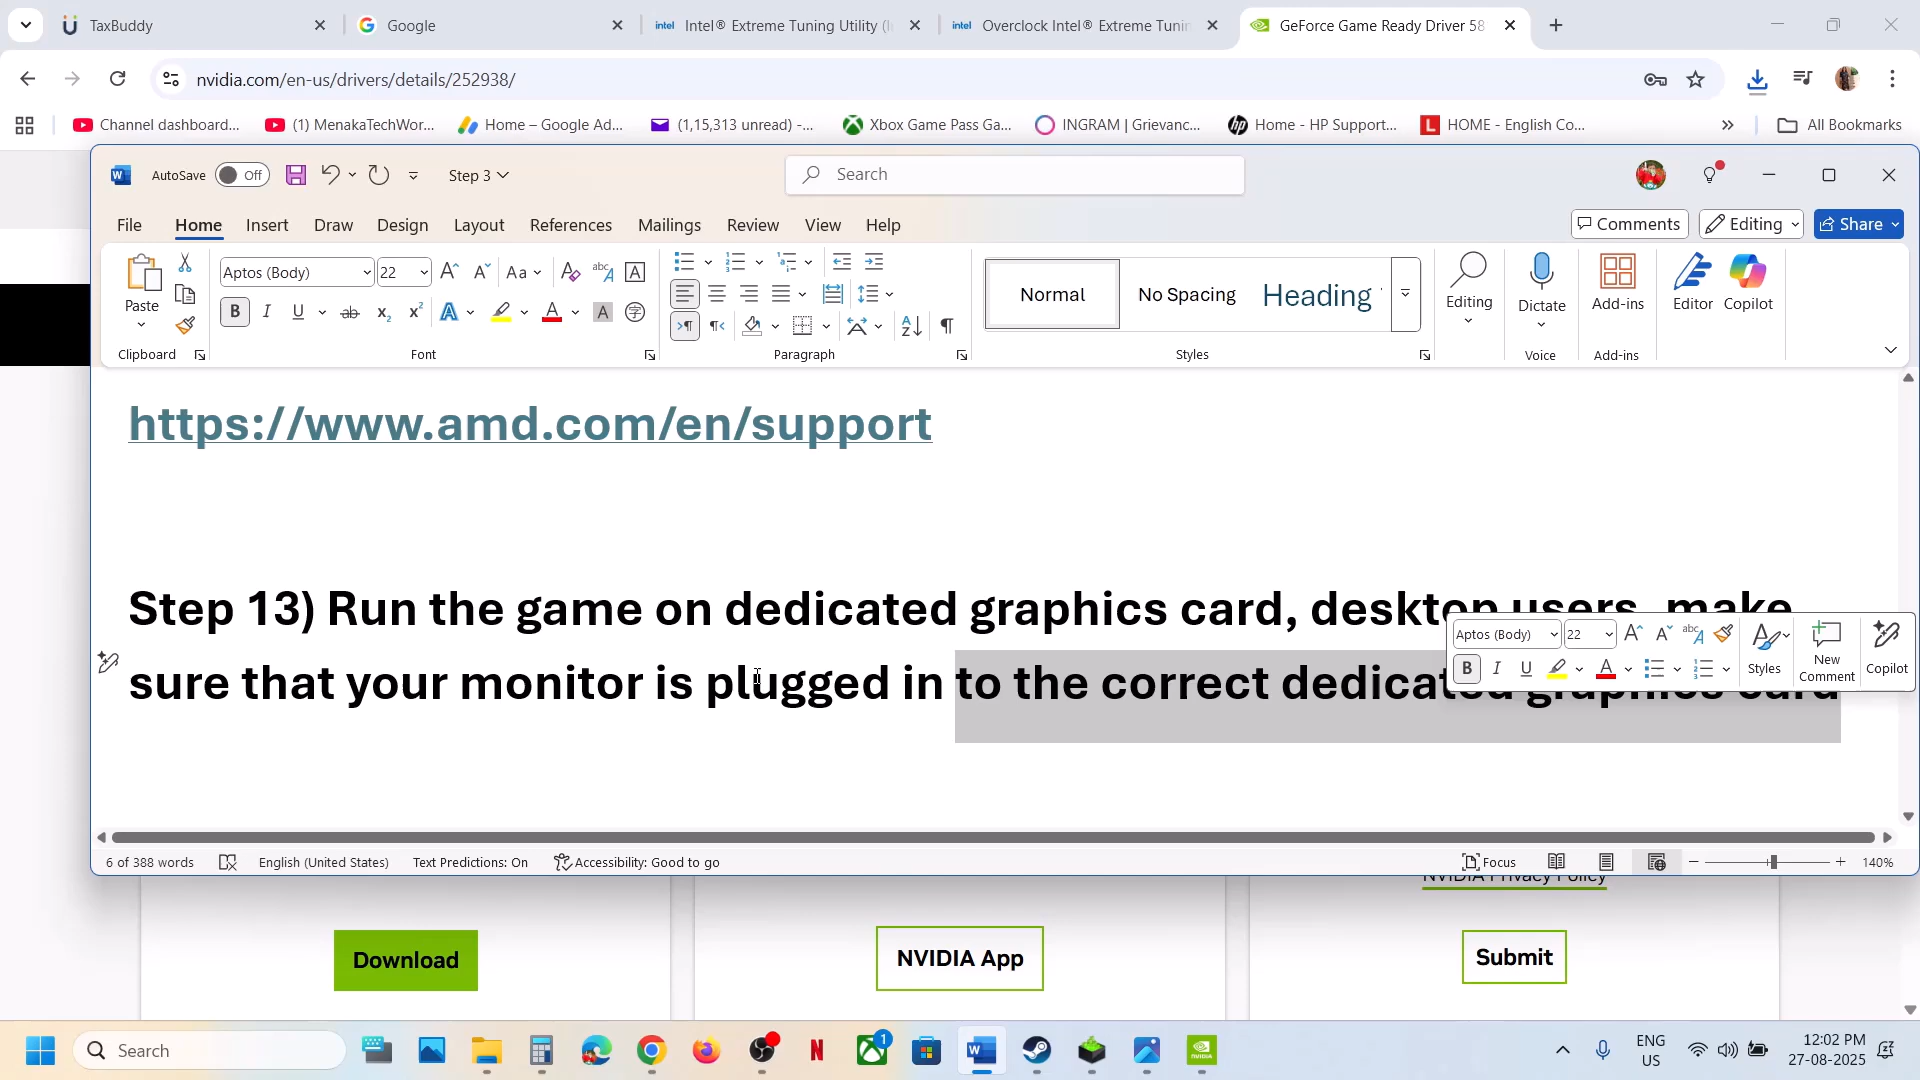 TaxBuddy
Google
Intel® Extreme Tuning Utility (I
Overclock Intel® Extreme Tunin
GeForce Game Ready Driver 58
nvidia.com/en-us/drivers/details/252938/
Channel dashboard...
(1) MenakaTechWor...
Home – Google Ad...
(1,15,313 unread) -...
Xbox Game Pass Ga...
INGRAM | Grievanc...
Home - HP Support...
HOME - English Co...
All Bookmarks
AutoSave Off
Step 3
Search
File Home Insert Draw Design Layout References Mailings Review View Help
Comments Editing Share
Paste
Aptos (Body) 22
Normal
No Spacing
Heading
Editing
Dictate
Add-ins
Editor
Copilot
Clipboard Font Paragraph Styles Voice Add-ins
https://www.amd.com/en/support
Step 13) Run the game on dedicated graphics card, desktop users, make
sure that your monitor is plugged in to the correct dedicated graphics card
Aptos (Body) 22
Styles
New Comment
Copilot
6 of 388 words English (United States) Text Predictions: On Accessibility: Good to go Focus 140%
NVIDIA Privacy Policy
Download
NVIDIA App
Submit
Search
1
ENG
US
12:02 PM
27-08-2025